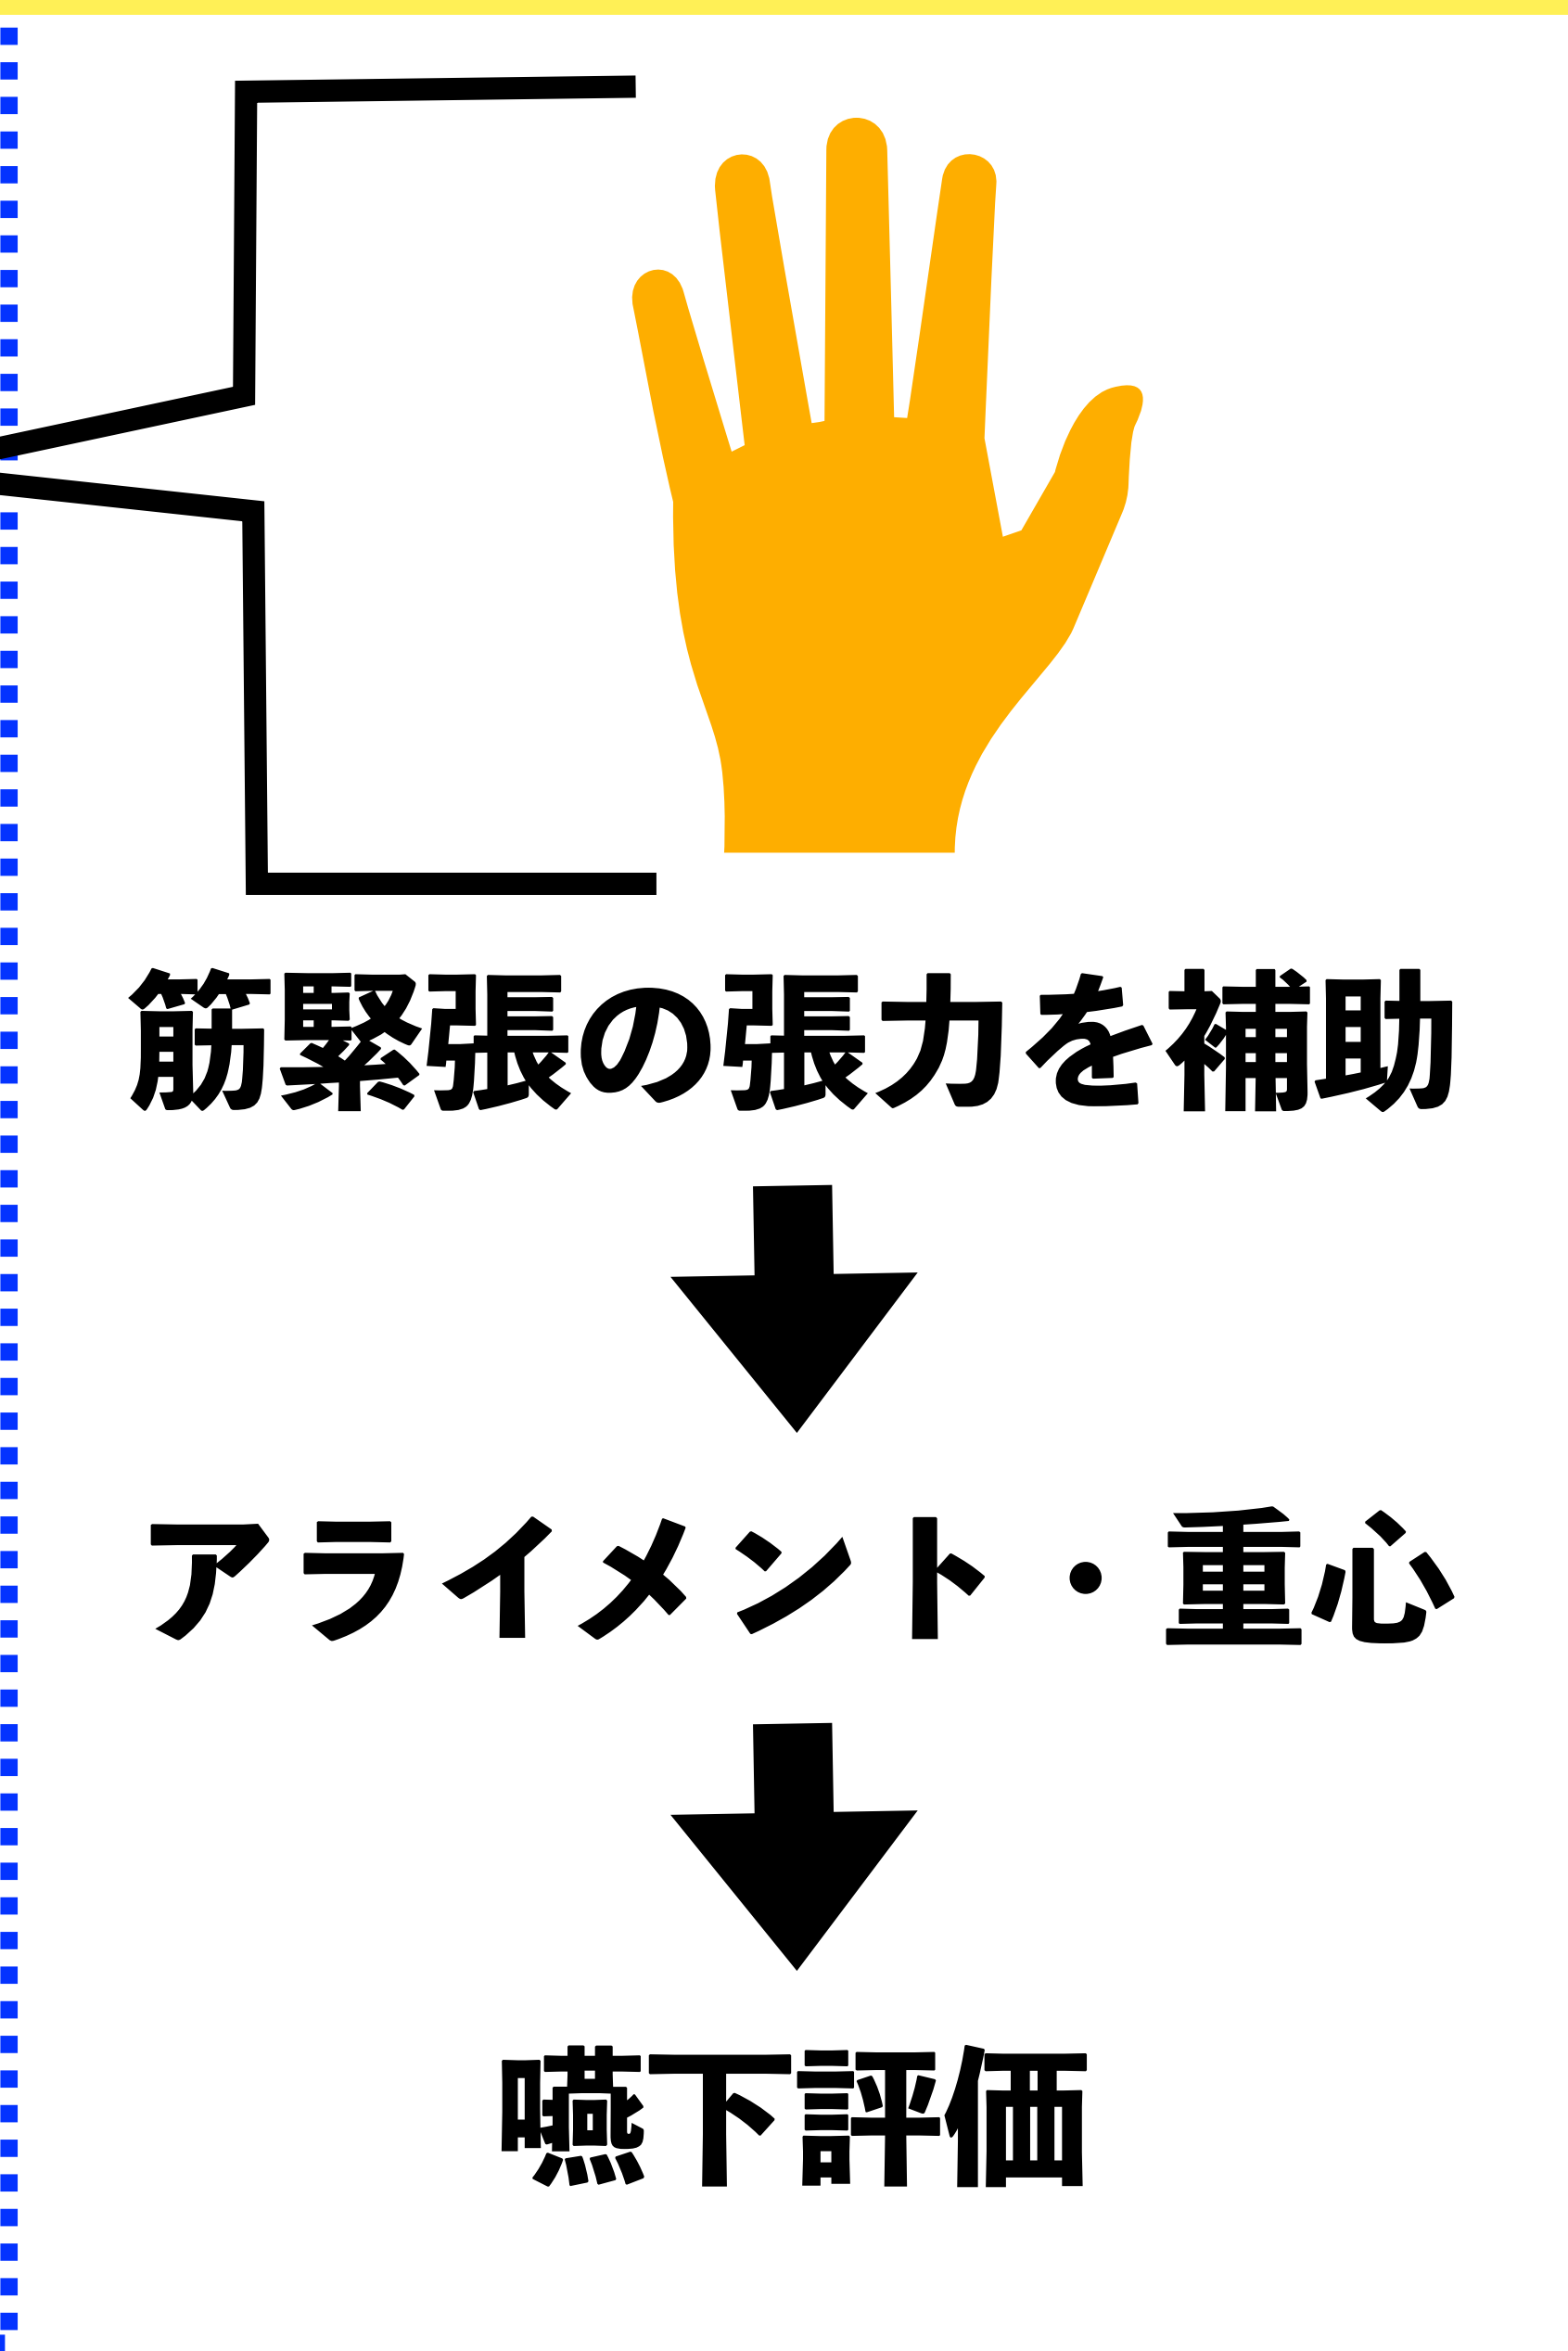 筋緊張の張力を補助
アライメント・重心
嚥下評価